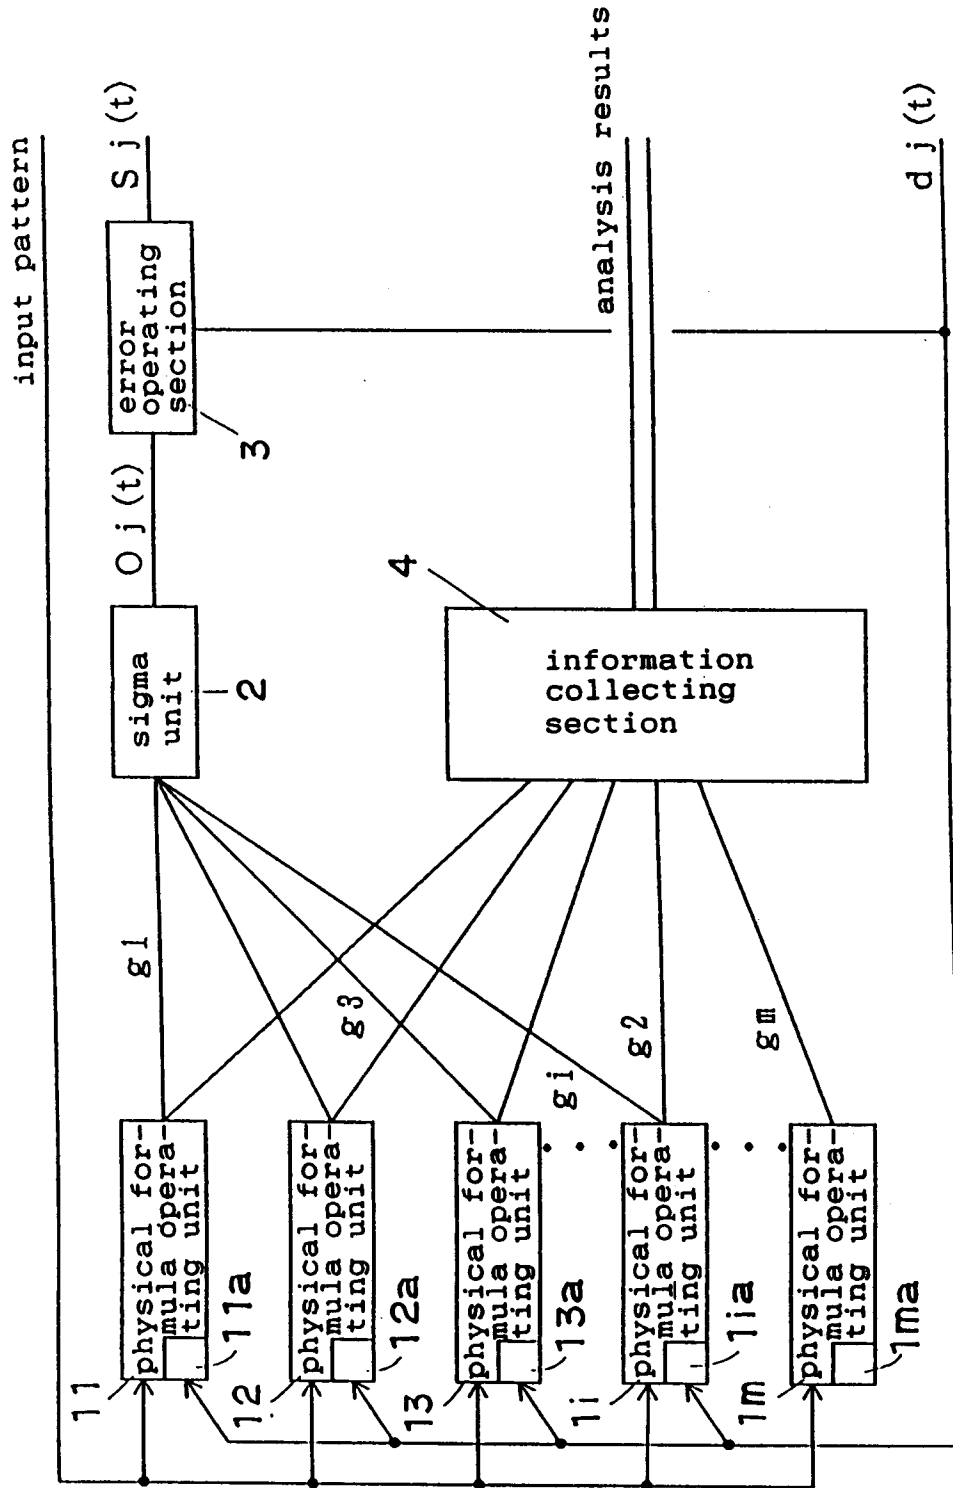 input pattern
11
physical for-
mula opera-
ting unit
11a
12
physical for-
mula opera-
ting unit
12a
13
physical for-
mula opera-
ting unit
13a
1i
physical for-
mula opera-
ting unit
1ia
1m
physical for-
mula opera-
ting unit
1ma
g1
g3
gi
g2
gm
sigma
unit
2
Oj(t)
error
operating
section
3
Sj(t)
4
information
collecting
section
analysis results
dj(t)